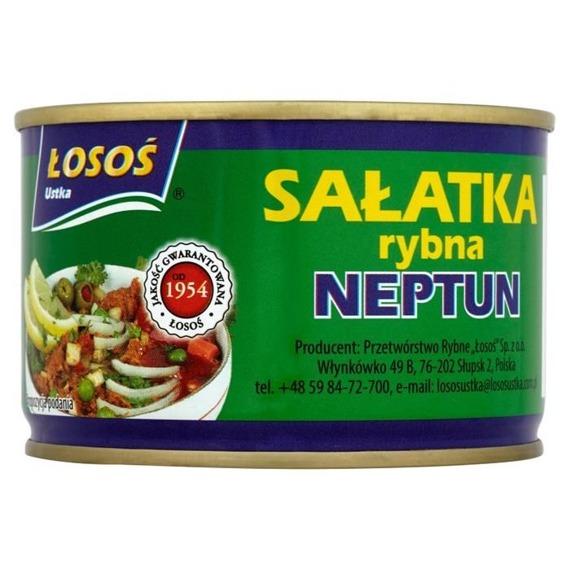 ŁOSOŚ
Ustka
®
SAŁATKA
rybna
NEPTUN
JAKOŚĆ GWARANTOWANA
OD
1954
• ŁOSOŚ •
Producent: Przetwórstwo Rybne „Łosoś” Sp. z o.o.
Włynkówko 49 B, 76-202 Słupsk 2, Polska
tel. +48 59 84-72-700, e-mail: lososustka@lososustka.com.pl
podania